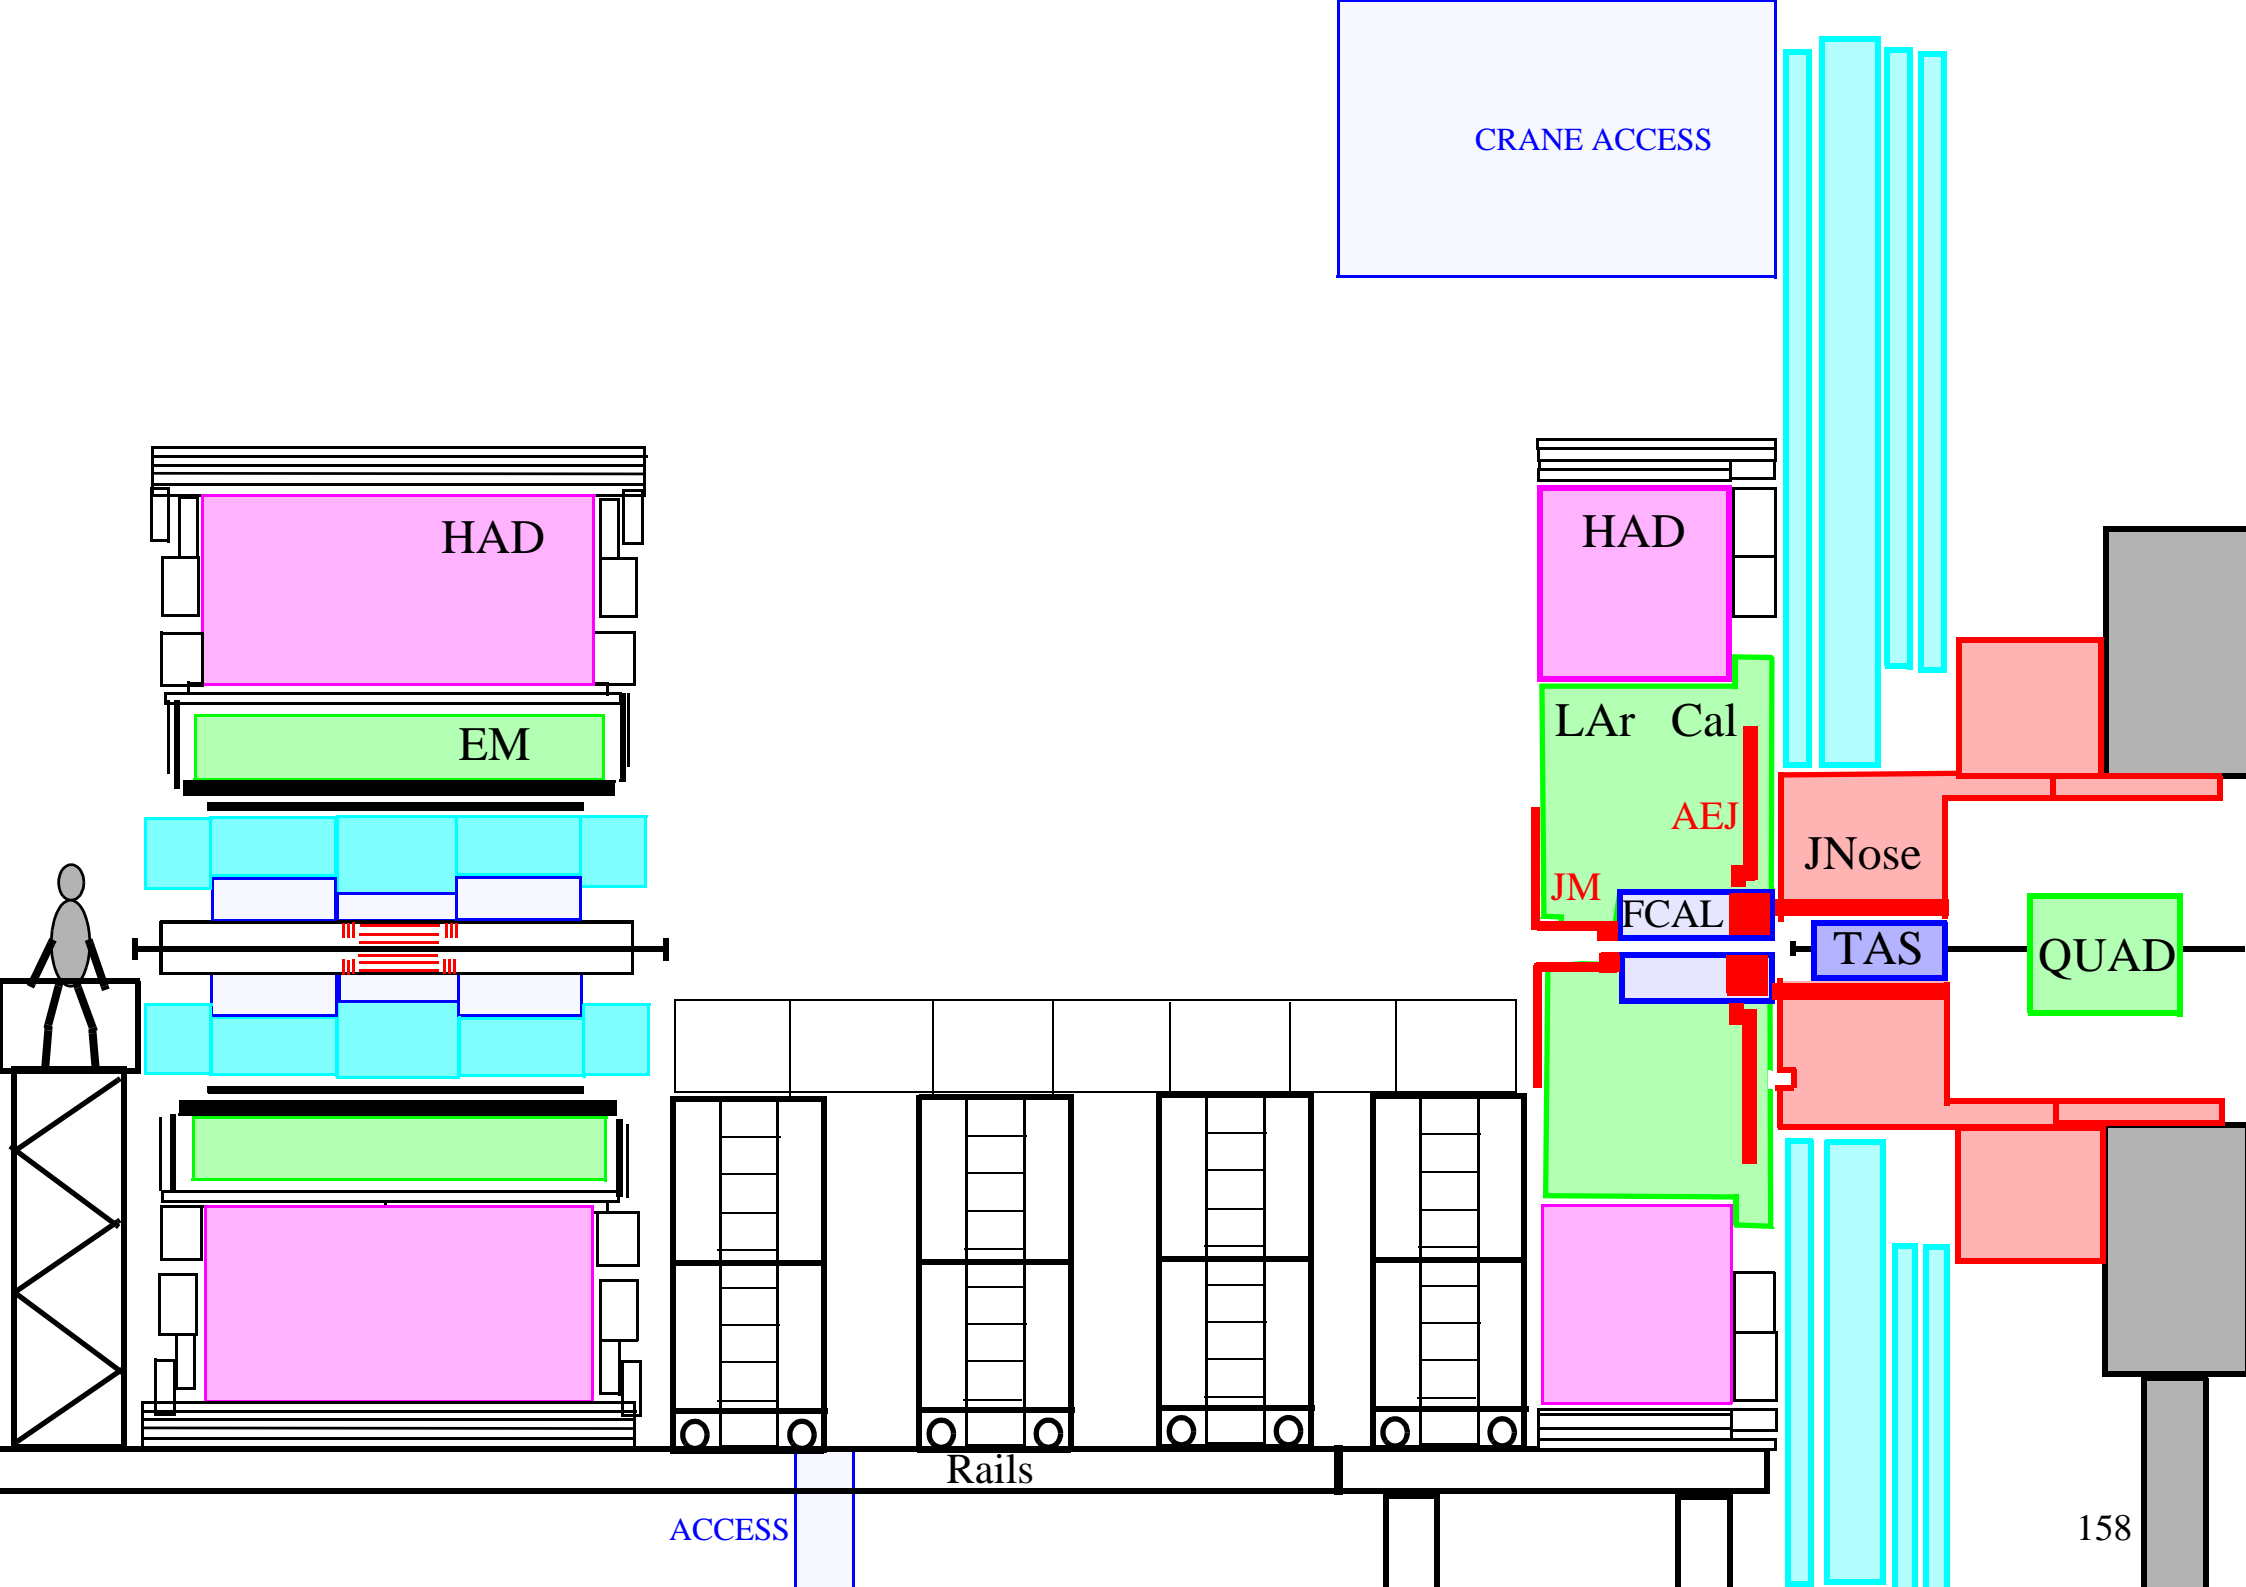 CRANE ACCESS
HAD
HAD
EM
LAr Cal
AEJ
JM
JNose
FCAL
TAS
QUAD
Rails
ACCESS
158